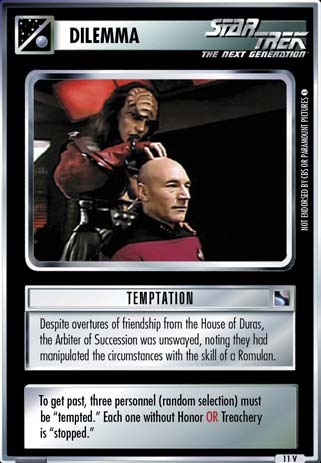 DILEMMA
STAR TREK
THE NEXT GENERATION®
NOT ENDORSED BY CBS OR PARAMOUNT PICTURES
TEMPTATION
Despite overtures of friendship from the House of Duras,
the Arbiter of Succession was unswayed, noting they had
manipulated the circumstances with the skill of a Romulan.
To get past, three personnel (random selection) must
be “tempted.” Each one without Honor OR Treachery
is “stopped.”
11 V